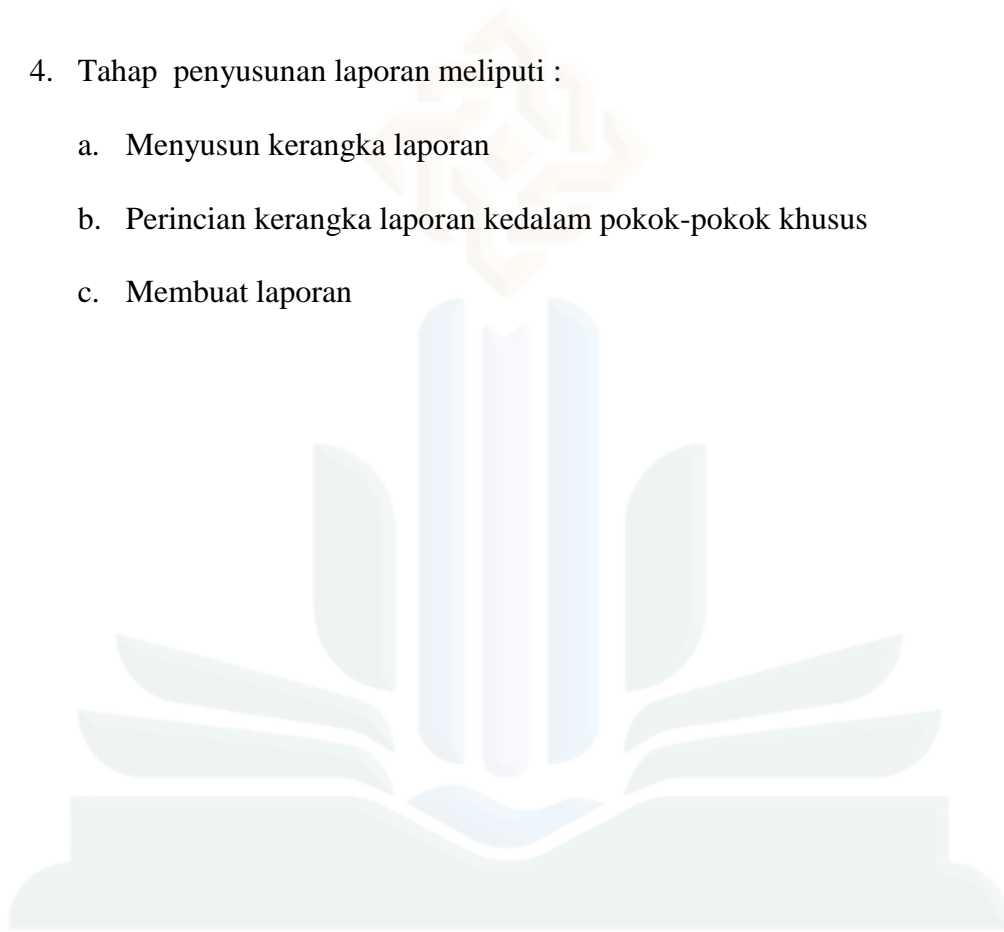 4. Tahap penyusunan laporan meliputi :
a. Menyusun kerangka laporan
b. Perincian kerangka laporan kedalam pokok-pokok khusus
c. Membuat laporan